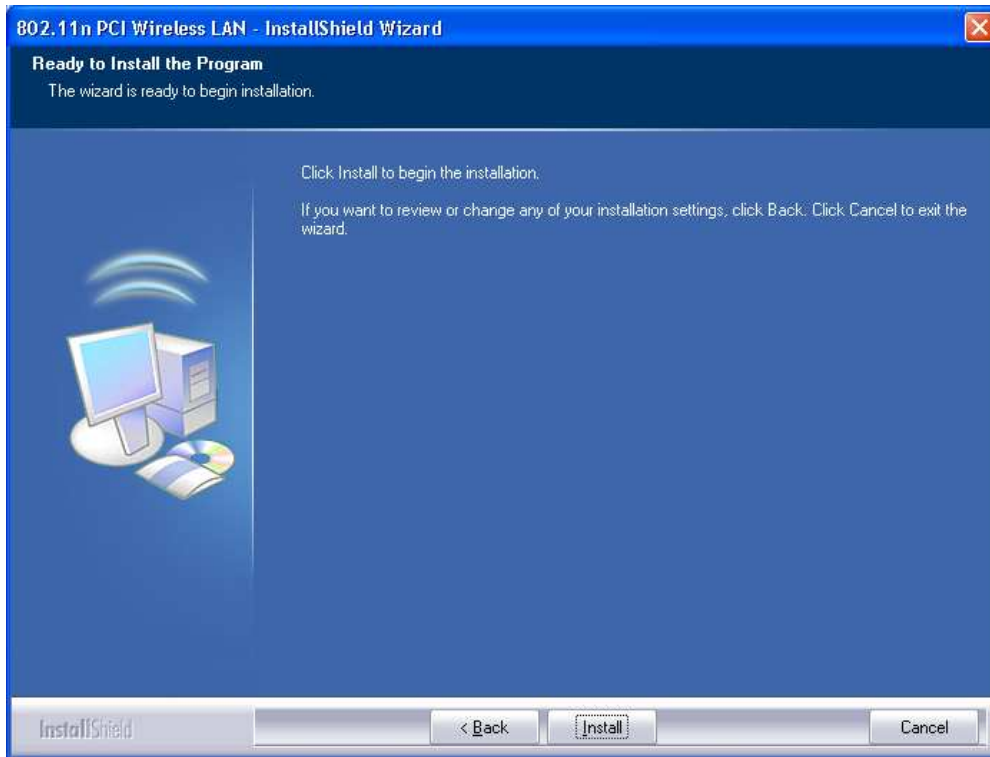 802.11n PCI Wireless LAN - InstallShield Wizard
Ready to Install the Program
The wizard is ready to begin installation.
Click Install to begin the installation.
If you want to review or change any of your installation settings, click Back. Click Cancel to exit the
wizard.
InstallShield
< Back
Install
Cancel